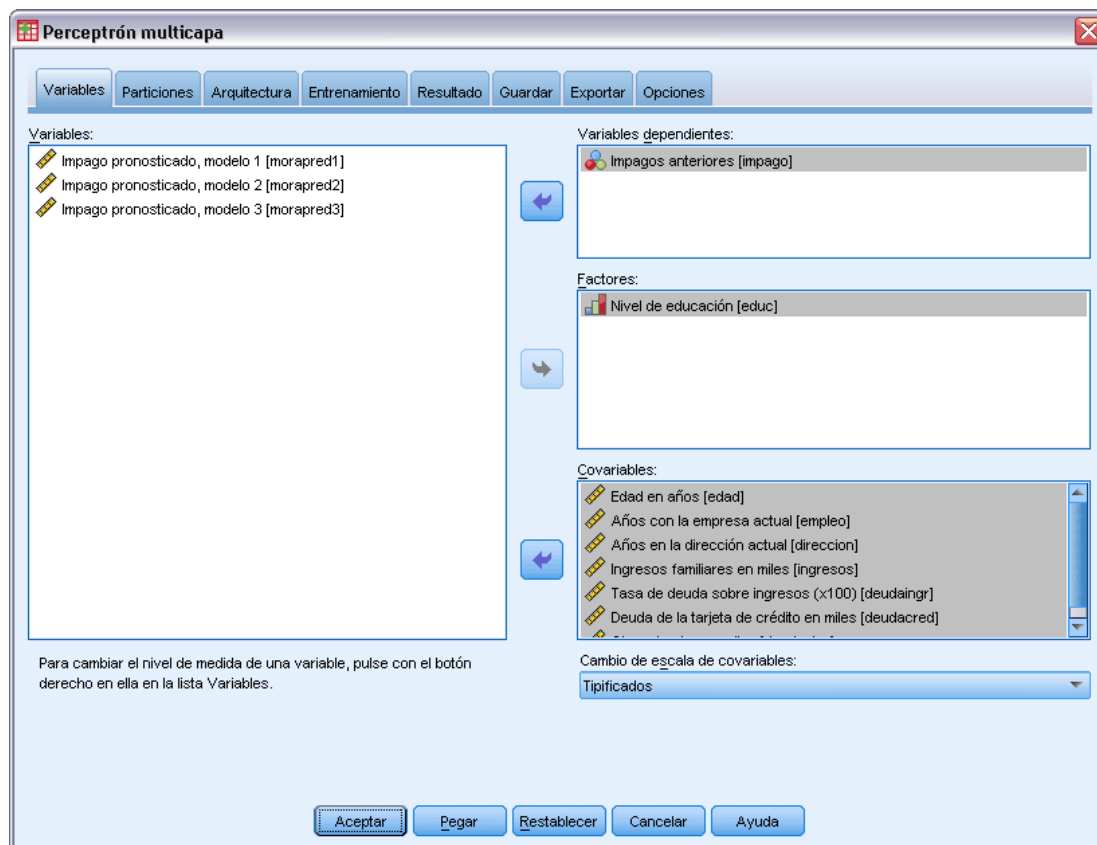 Perceptrón multicapa
Variables Particiones Arquitectura Entrenamiento Resultado Guardar Exportar Opciones
Variables:
Impago pronosticado, modelo 1 [morapred1]
Impago pronosticado, modelo 2 [morapred2]
Impago pronosticado, modelo 3 [morapred3]
Para cambiar el nivel de medida de una variable, pulse con el botón
derecho en ella en la lista Variables.
Variables dependientes:
Impagos anteriores [impago]
Factores:
Nivel de educación [educ]
Covariables:
Edad en años [edad]
Años con la empresa actual [empleo]
Años en la dirección actual [direccion]
Ingresos familiares en miles [ingresos]
Tasa de deuda sobre ingresos (x100) [deudaingr]
Deuda de la tarjeta de crédito en miles [deudacred]
Cambio de escala de covariables:
Tipificados
Aceptar Pegar Restablecer Cancelar Ayuda